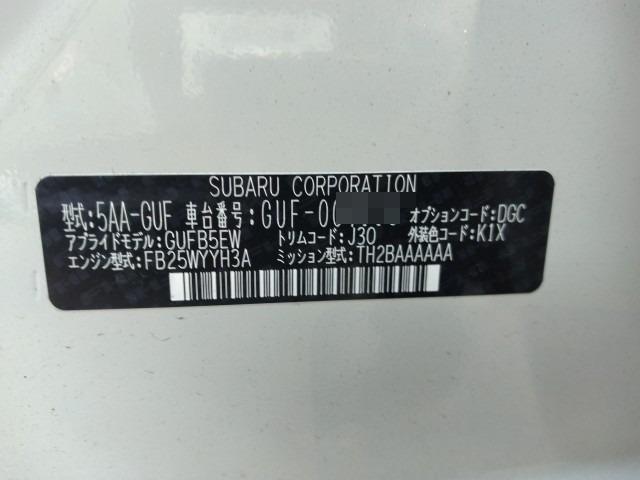 SUBARU CORPORATION
型式:5AA-GUF 車台番号:GUF-00 オプションコード:DGC
アプライドモデル:GUFB5EW トリムコード:J30 外装色コード:K1X
エンジン型式:FB25WYYH3A ミッション型式:TH2BAAAAAA